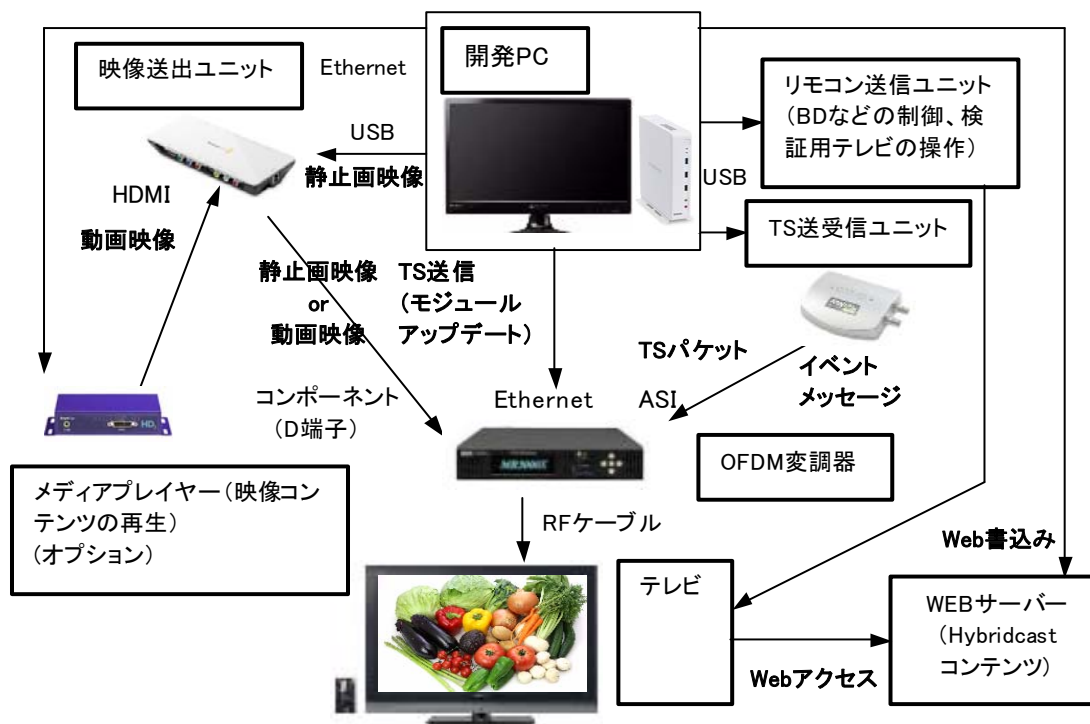 開発PC
映像送出ユニット
Ethernet
リモコン送信ユニット
(BDなどの制御、検
証用テレビの操作)
USB
静止画映像
USB
HDMI
動画映像
TS送受信ユニット
静止画映像
or
動画映像
TS送信
(モジュール
アップデート)
TSパケット
イベント
メッセージ
コンポーネント
(D端子)
Ethernet
ASI
HD
OFDM変調器
メディアプレイヤー(映像コン
テンツの再生)
(オプション)
RFケーブル
Web書込み
テレビ
WEBサーバー
(Hybridcast
コンテンツ)
Webアクセス